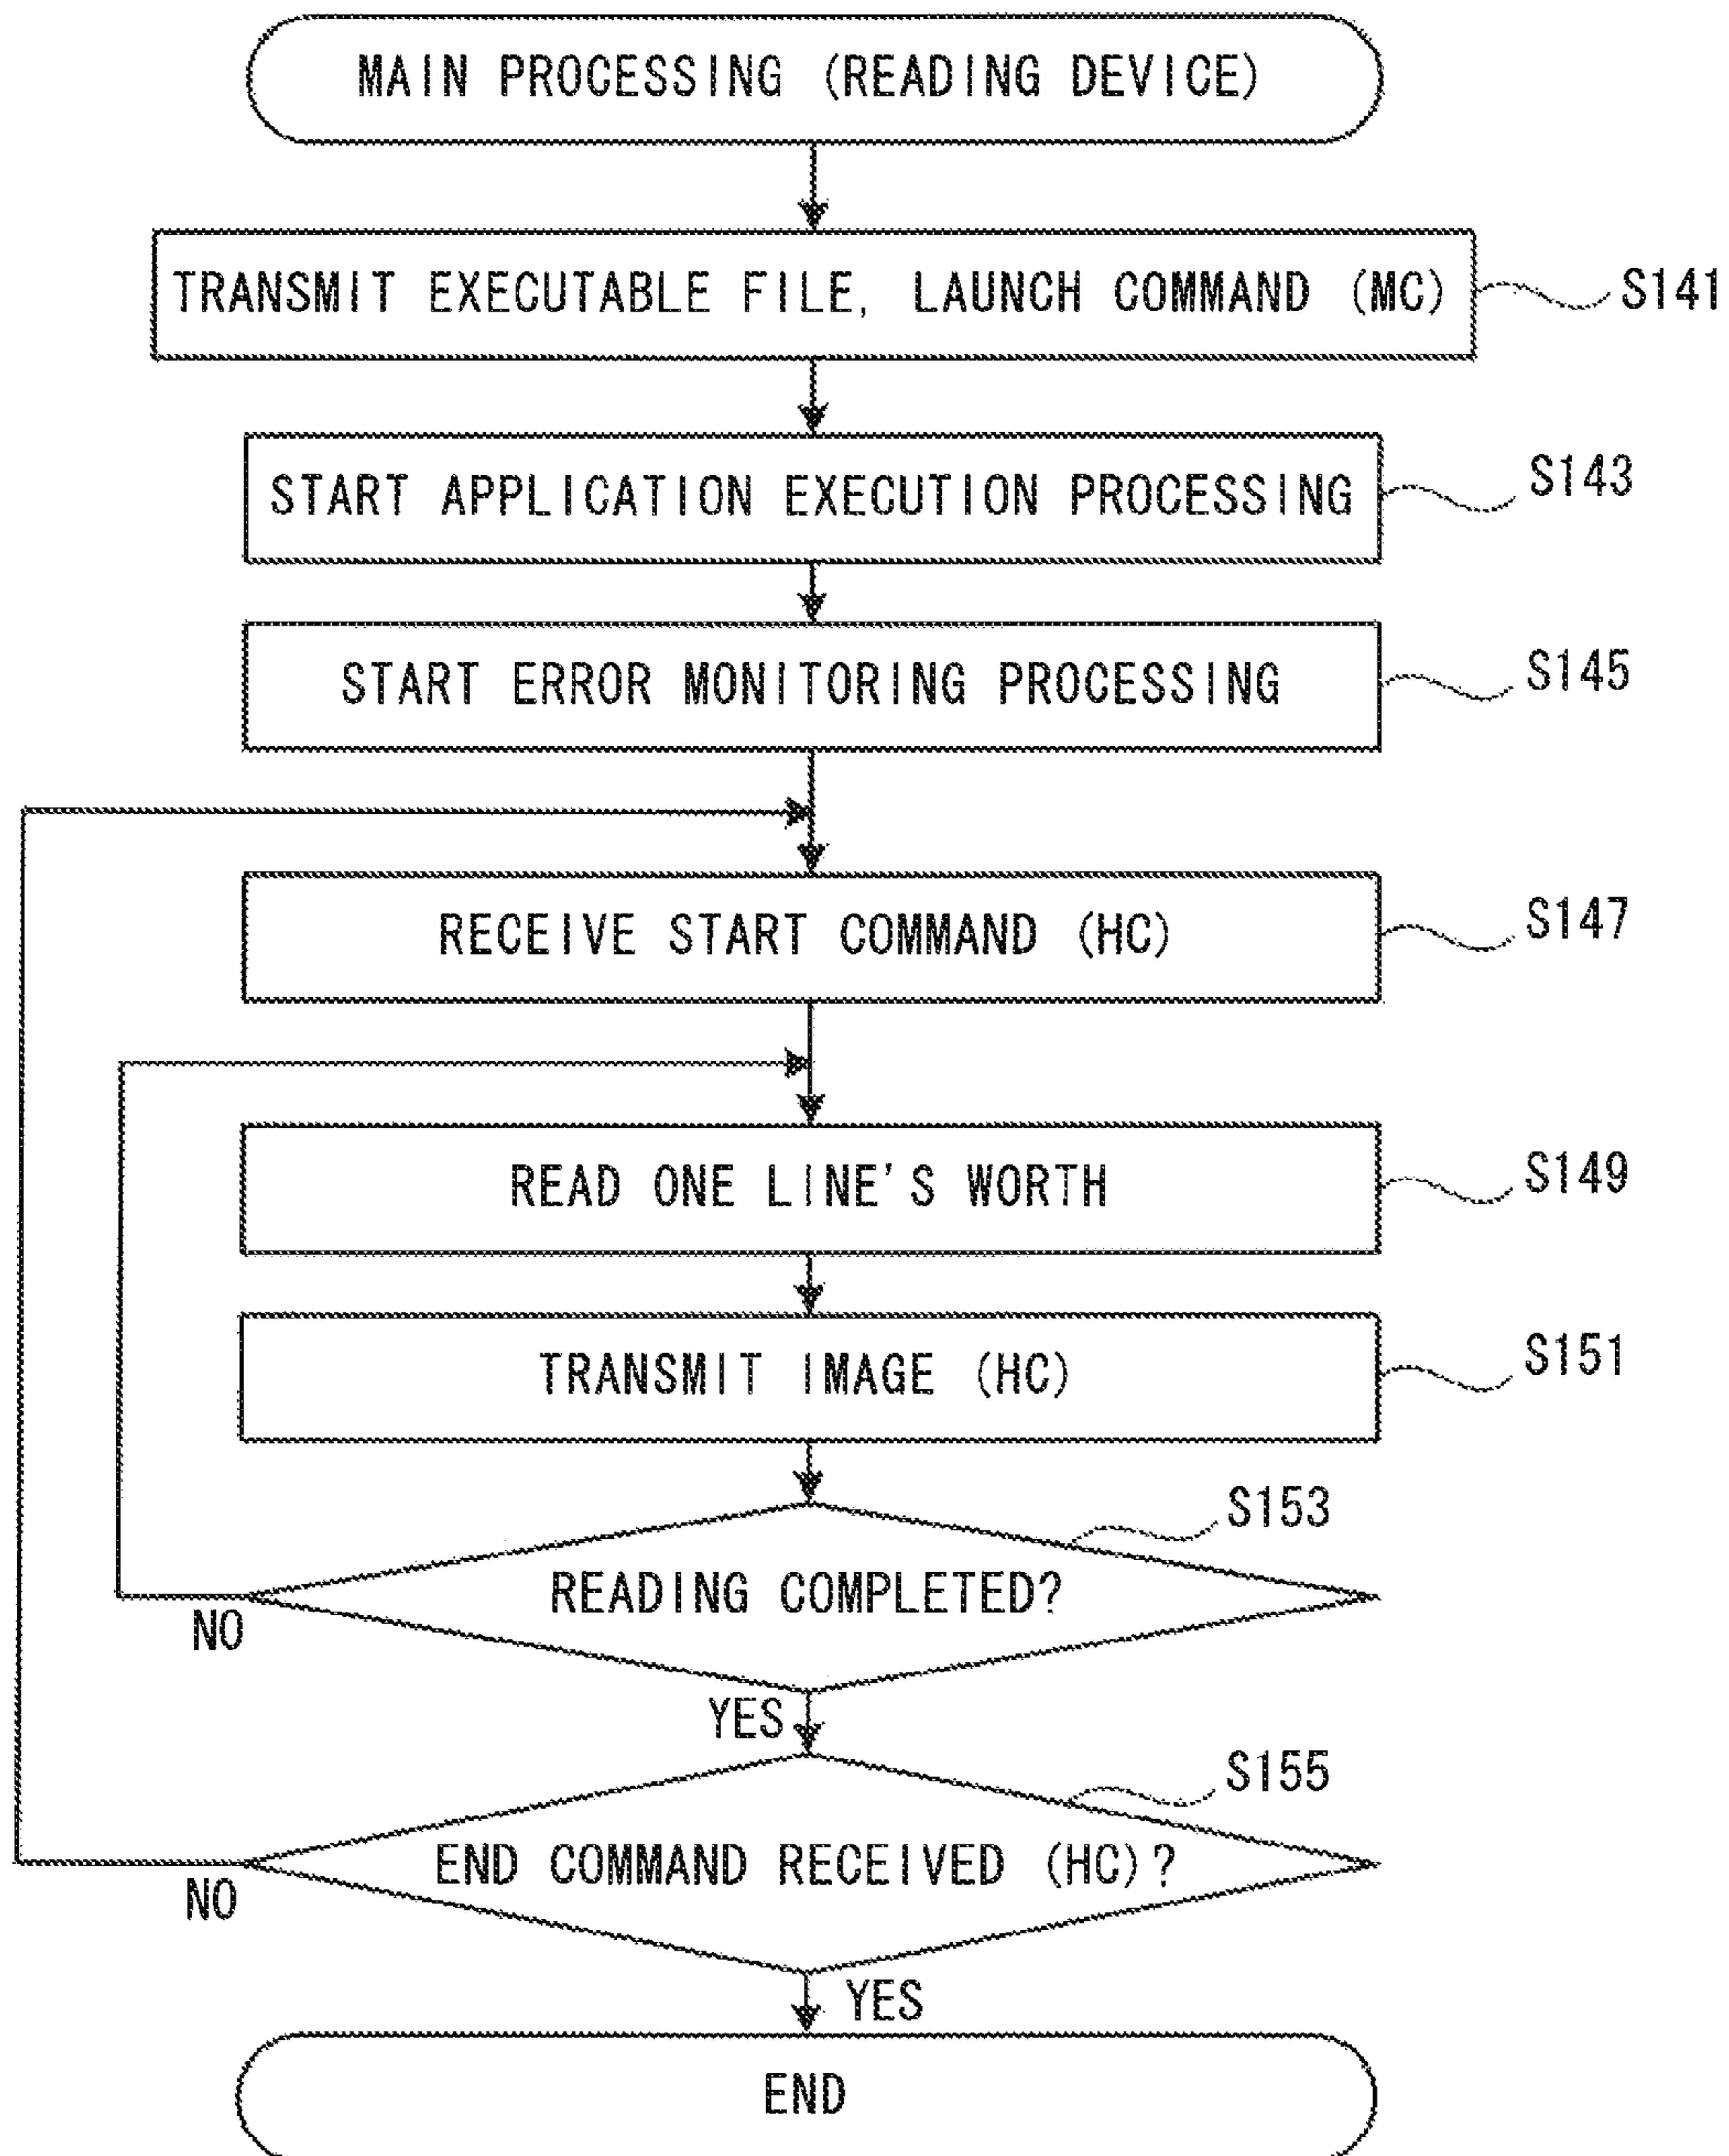 MAIN PROCESSING (READING DEVICE)
TRANSMIT EXECUTABLE FILE, LAUNCH COMMAND (MC)
S141
START APPLICATION EXECUTION PROCESSING
S143
START ERROR MONITORING PROCESSING
S145
RECEIVE START COMMAND (HC)
S147
READ ONE LINE'S WORTH
S149
TRANSMIT IMAGE (HC)
S151
S153
READING COMPLETED?
NO
YES
S155
END COMMAND RECEIVED (HC)?
NO
YES
END